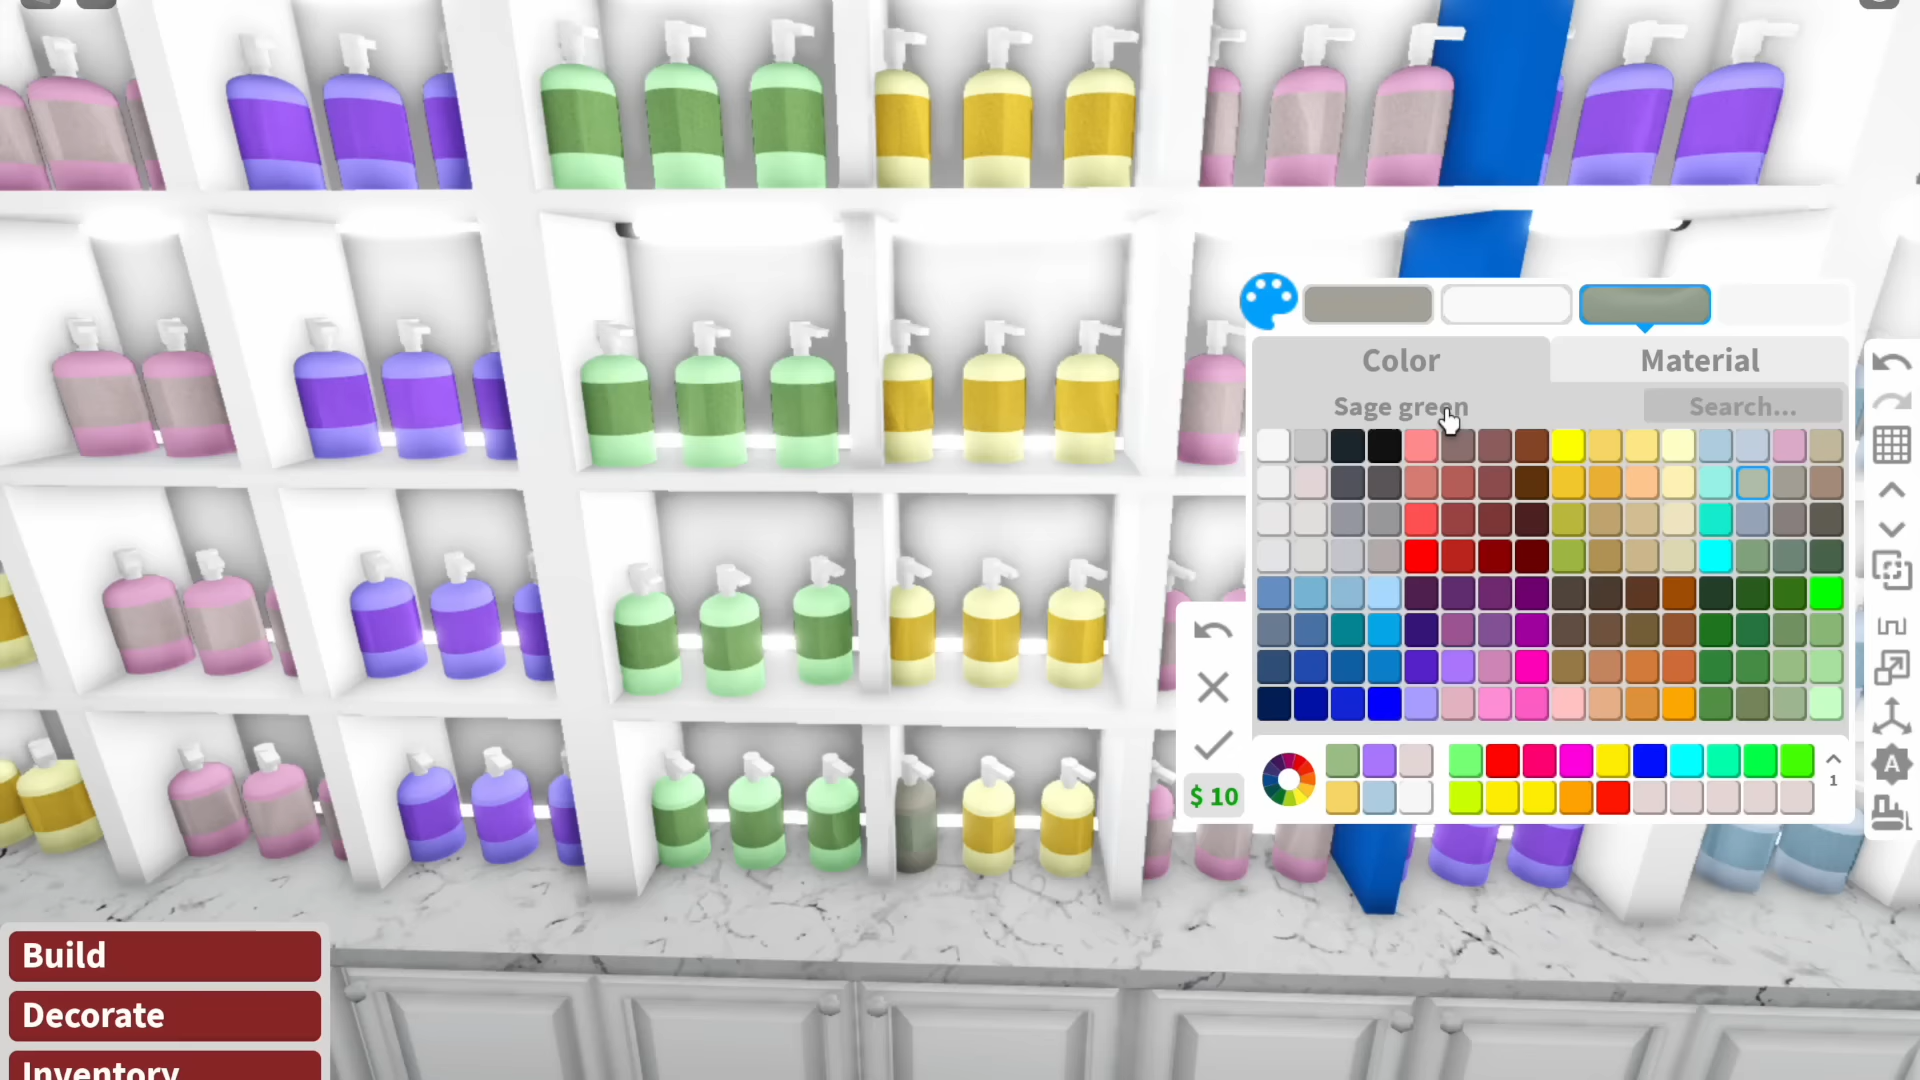 Color
Material
Sage green
Search...
$ 10
1
A
Build
Decorate
Inventory